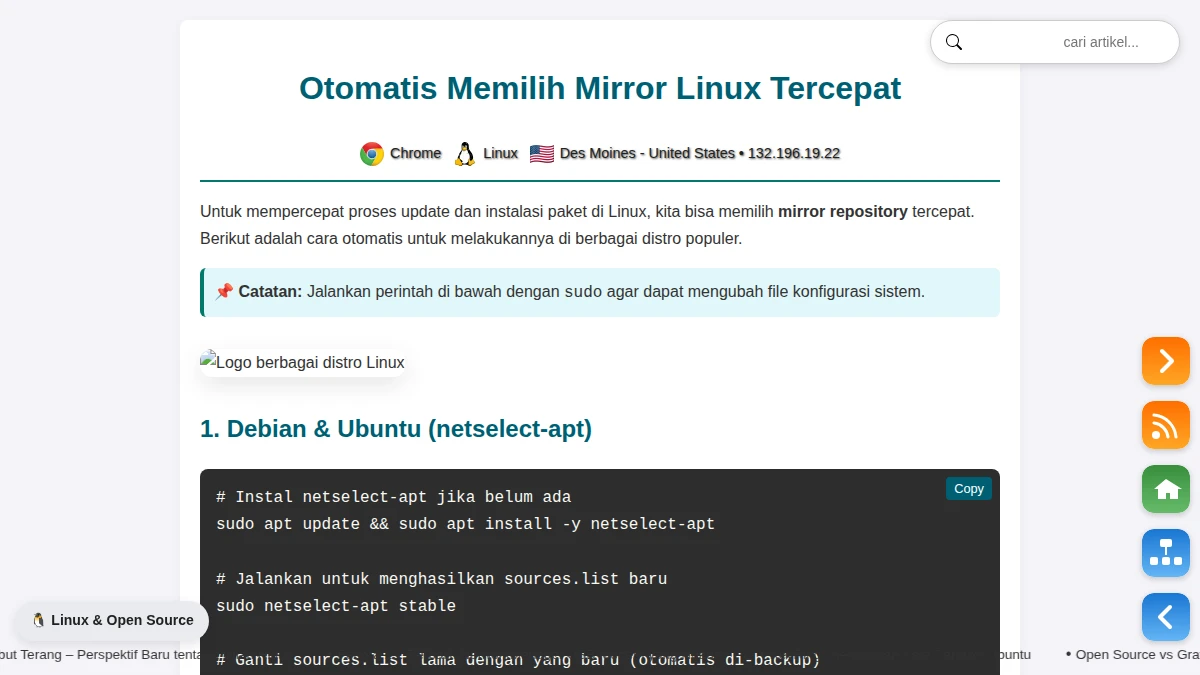 cari artikel...
Otomatis Memilih Mirror Linux Tercepat
Chrome Linux Des Moines - United States • 132.196.19.22
Untuk mempercepat proses update dan instalasi paket di Linux, kita bisa memilih mirror repository tercepat.
Berikut adalah cara otomatis untuk melakukannya di berbagai distro populer.
📌 Catatan: Jalankan perintah di bawah dengan sudo agar dapat mengubah file konfigurasi sistem.
Logo berbagai distro Linux
1. Debian & Ubuntu (netselect-apt)
Copy
# Instal netselect-apt jika belum ada
sudo apt update && sudo apt install -y netselect-apt
# Jalankan untuk menghasilkan sources.list baru
sudo netselect-apt stable
🐧 Linux & Open Source
# Ganti sources.list lama dengan yang baru (otomatis di-backup)
Terang – Perspektif Baru • Open Source vs